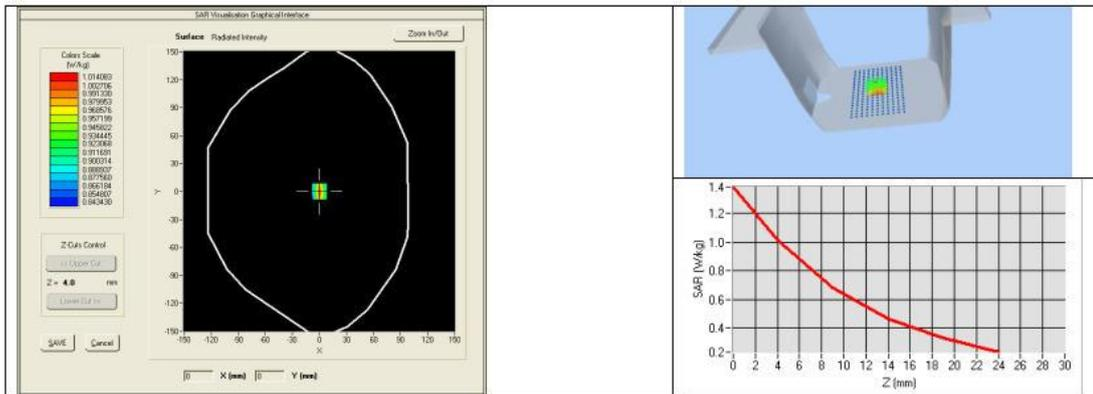 SAR Visualisation Graphical Interface
Surface Radiated Intensity
Zoom In/Out
Colors Scale
(W/kg)
1.014083
1.002706
0.991330
0.979953
0.968576
0.957199
0.945822
0.934445
0.923068
0.911691
0.900314
0.888937
0.877560
0.866184
0.854807
0.843430
150
120
90
60
30
0
-30
-60
-90
-120
-150
Y
-150 -120 -90 -60 -30 0 30 60 90 120 150
X
Z-Cuts Control
<< Upper Cut
Z = 4.0 mm
Lower Cut >>
SAVE Cancel
0 X (mm) 0 Y (mm)
1.4
1.2
1.0
0.8
0.6
0.4
0.2
SAR (W/kg)
0 2 4 6 8 10 12 14 16 18 20 22 24 26 28 30
Z (mm)